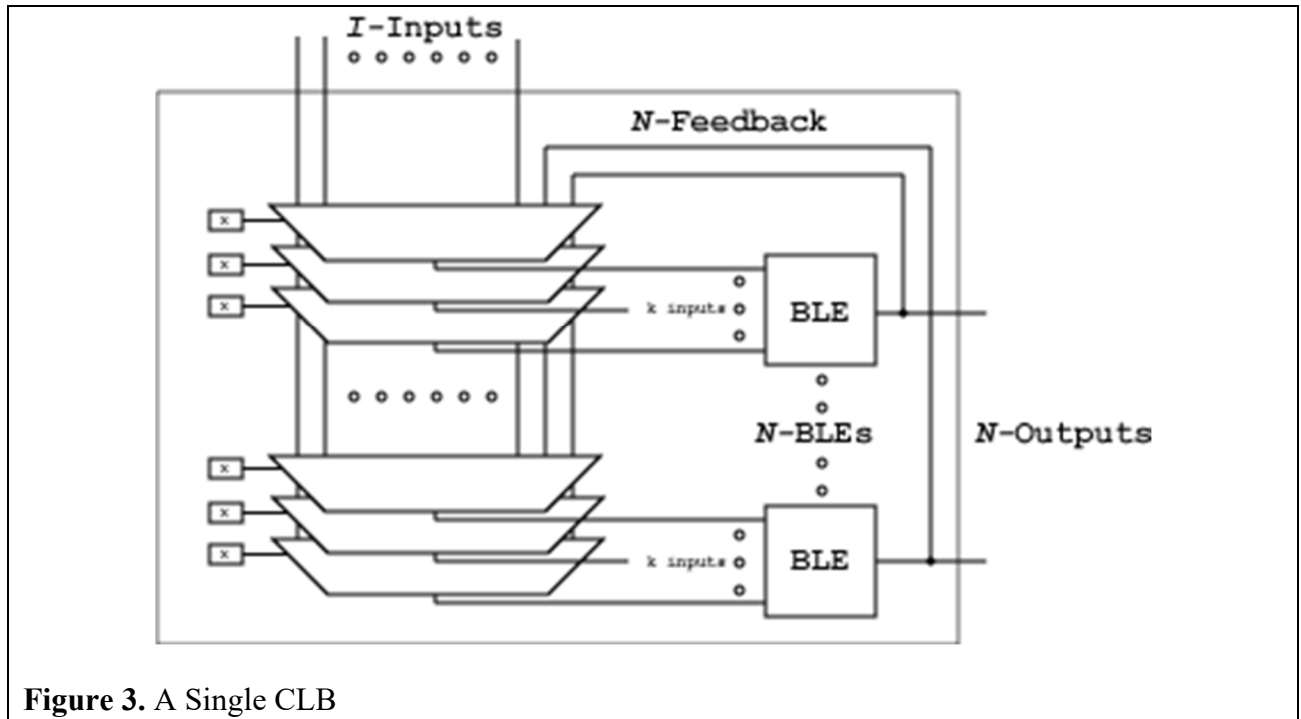 I-Inputs
N-Feedback
x
x
x
k inputs
BLE
N-BLEs
N-Outputs
x
x
x
k inputs
BLE
Figure 3. A Single CLB